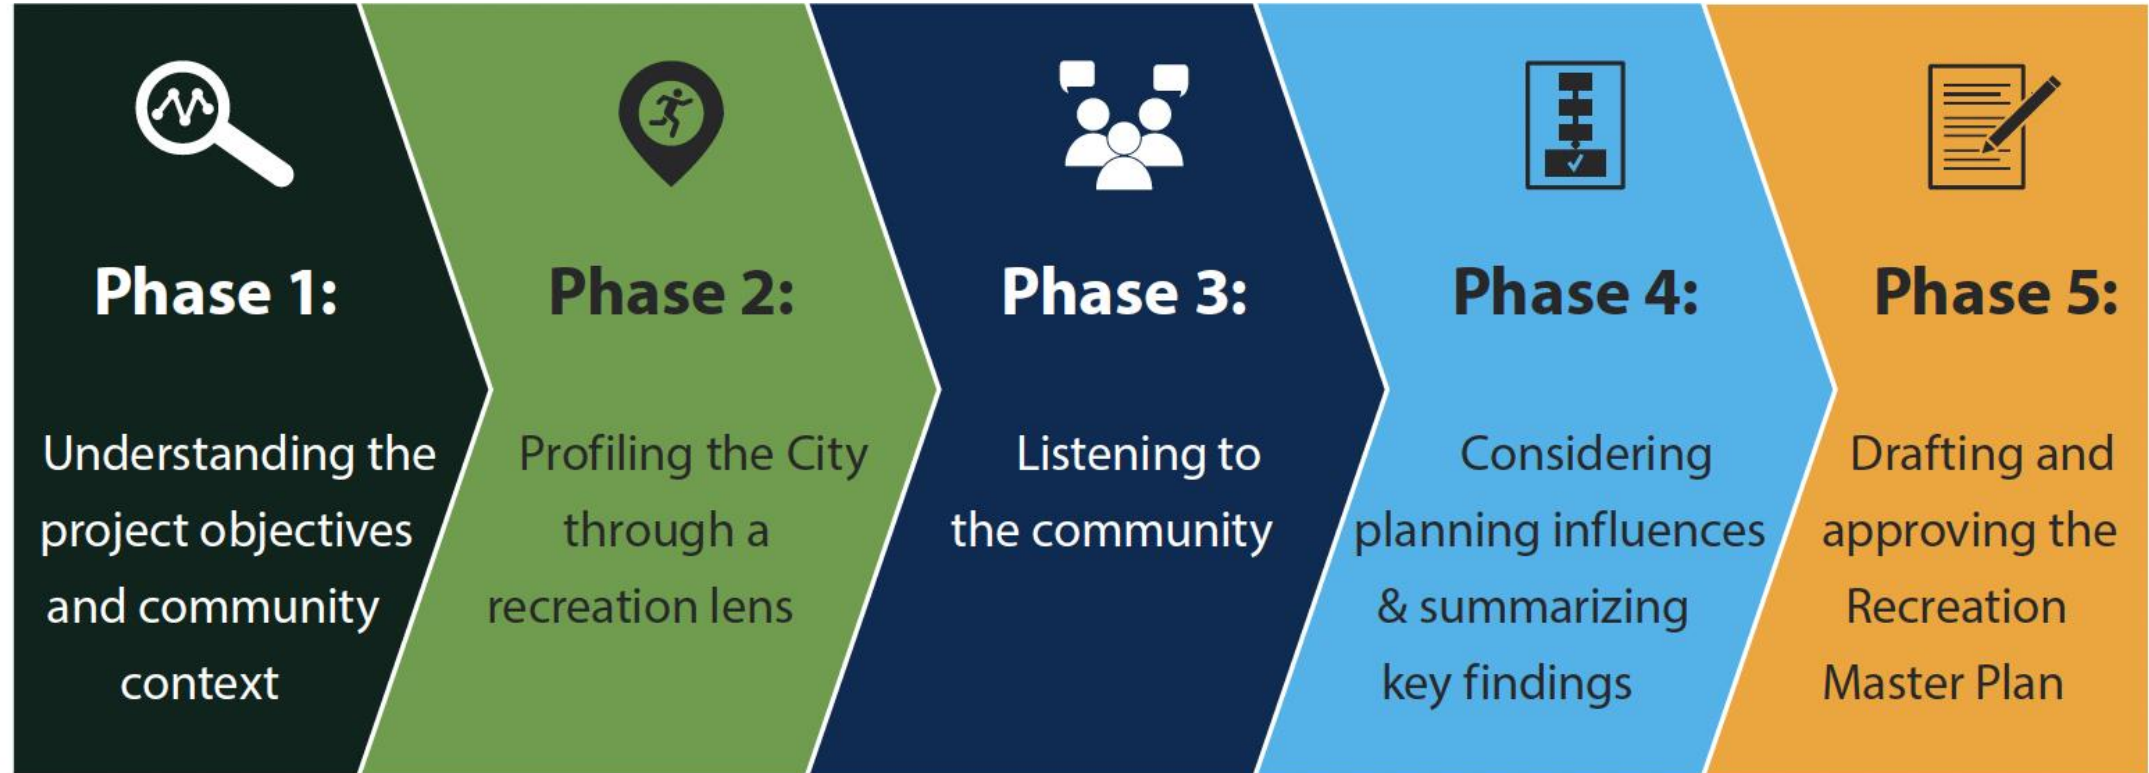 Phase 1:
Understanding the
project objectives
and community
context
Phase 2:
Profiling the City
through a
recreation lens
Phase 3:
Listening to
the community
Phase 4:
Considering
planning influences
& summarizing
key findings
Phase 5:
Drafting and
approving the
Recreation
Master Plan